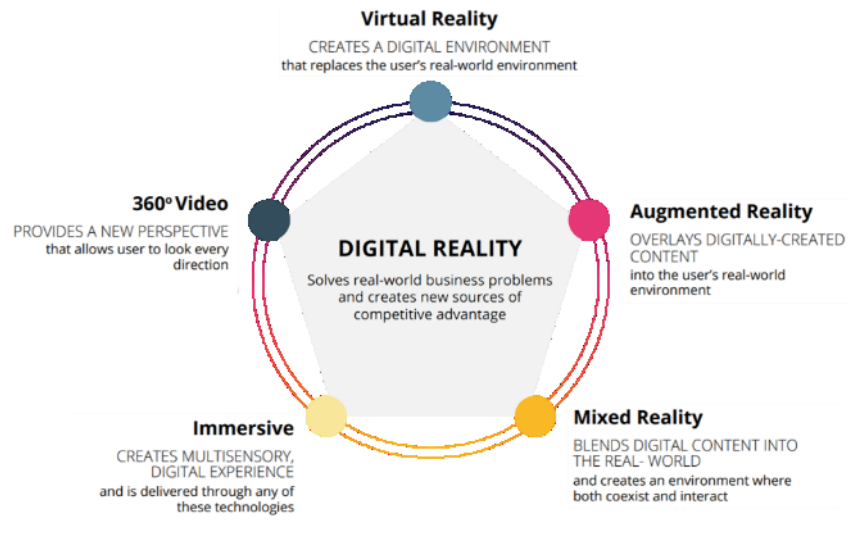 Virtual Reality
CREATES A DIGITAL ENVIRONMENT
that replaces the user's real-world environment
360º Video
PROVIDES A NEW PERSPECTIVE
that allows user to look every
direction
DIGITAL REALITY
Solves real-world business problems
and creates new sources of
competitive advantage
Augmented Reality
OVERLAYS DIGITALLY-CREATED
CONTENT
into the user's real-world
environment
Immersive
CREATES MULTISENSORY,
DIGITAL EXPERIENCE
and is delivered through any of
these technologies
Mixed Reality
BLENDS DIGITAL CONTENT INTO
THE REAL- WORLD
and creates an environment where
both coexist and interact